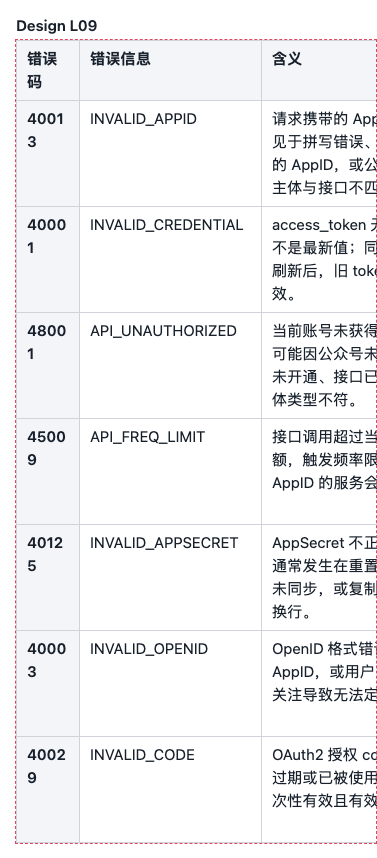 Design L09
错误
码
错误信息
含义
4001
3
INVALID_APPID
请求携带的 App
见于拼写错误、
的 AppID，或公
主体与接口不匹
4000
1
INVALID_CREDENTIAL
access_token
不是最新值；同
刷新后，旧 toke
效。
4800
1
API_UNAUTHORIZED
当前账号未获得
可能因公众号未
未开通、接口已
体类型不符。
4500
9
API_FREQ_LIMIT
接口调用超过当
额，触发频率限
AppID 的服务会
4012
5
INVALID_APPSECRET
AppSecret 不正
通常发生在重置
未同步，或复制
换行。
4000
3
INVALID_OPENID
OpenID 格式错
AppID，或用户
关注导致无法定
4002
9
INVALID_CODE
OAuth2 授权 co
过期或已被使用
次性有效且有效